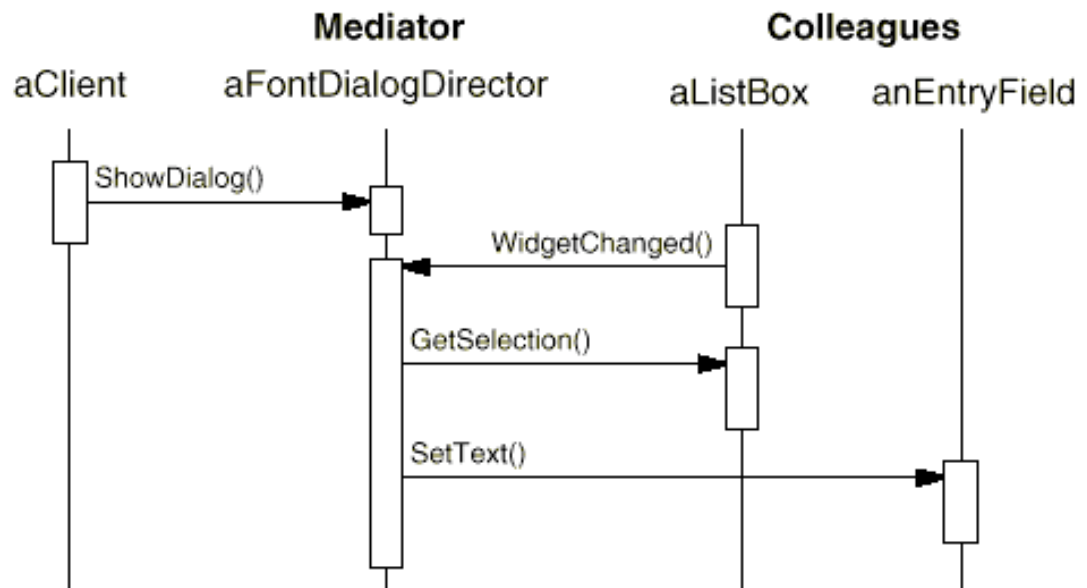 Mediator Colleagues
aClient aFontDialogDirector aListBox anEntryField
ShowDialog()
WidgetChanged()
GetSelection()
SetText()